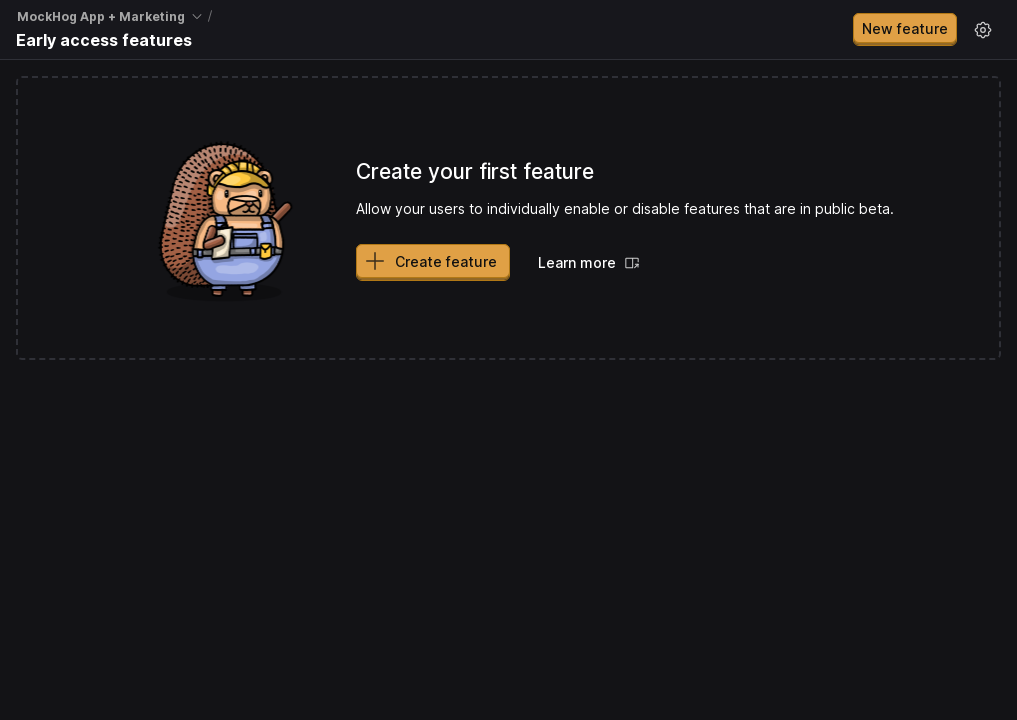 MockHog App + Marketing /
Early access features
New feature
Create your first feature
Allow your users to individually enable or disable features that are in public beta.
Create feature
Learn more